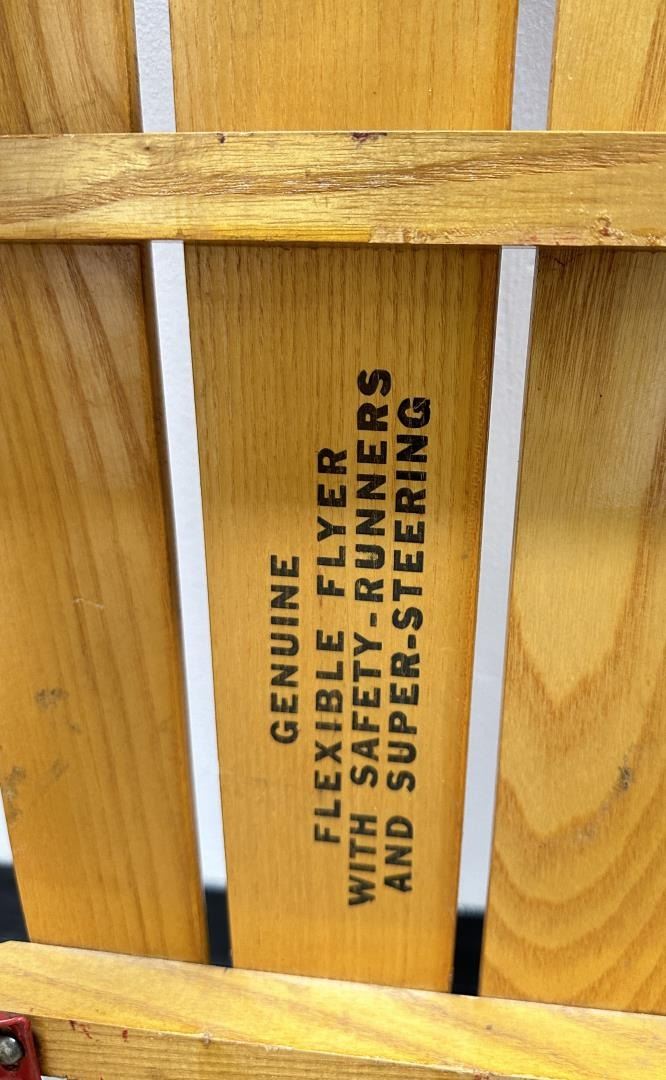 GENUINE
FLEXIBLE FLYER
WITH SAFETY-RUNNERS
AND SUPER-STEERING